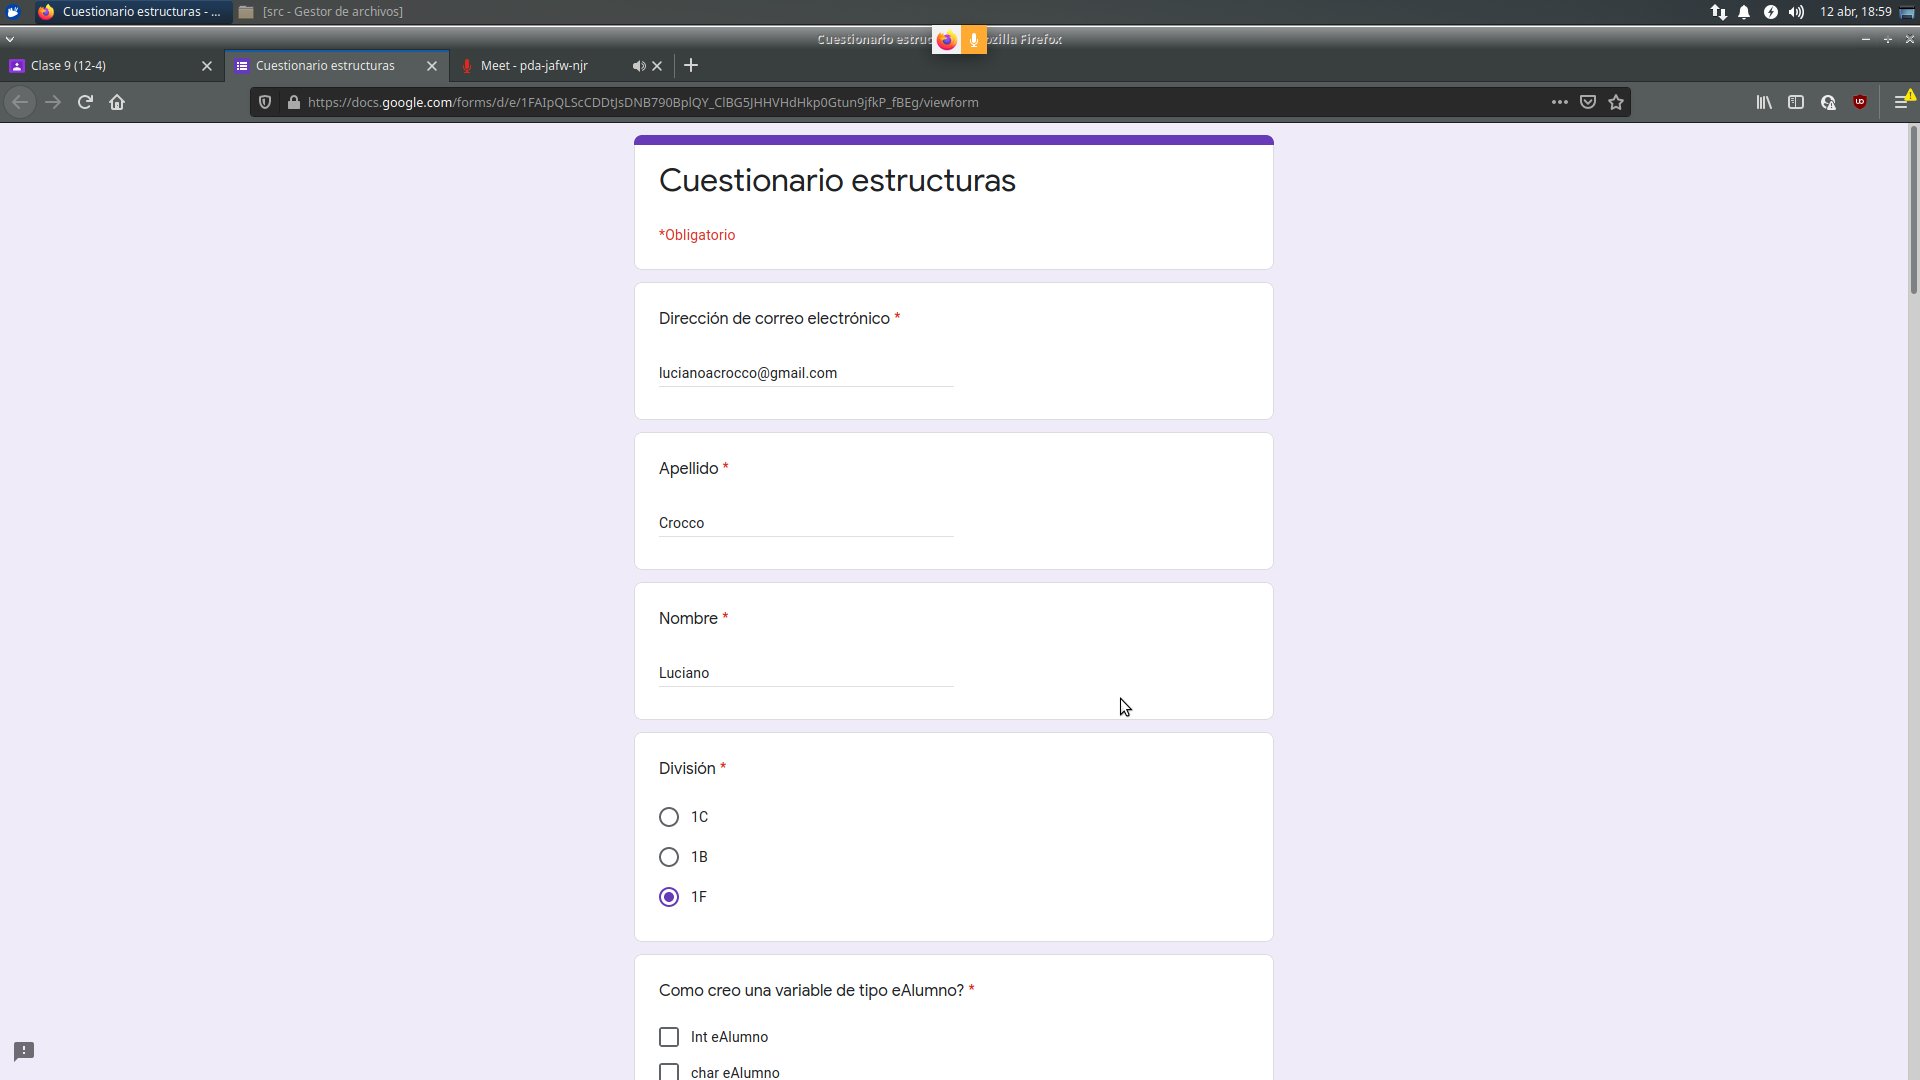 Cuestionario estructuras - ...
[src - Gestor de archivos]
12 abr, 18:59
Cuestionario estruc
ozilla Firefox
Clase 9 (12-4)
Cuestionario estructuras
Meet - pda-jafw-njr
https://docs.google.com/forms/d/e/1FAIpQLScCDDtJsDNB790BplQY_ClBG5JHHVHdHkp0Gtun9jfkP_fBEg/viewform
Cuestionario estructuras
*Obligatorio
Dirección de correo electrónico *
lucianoacrocco@gmail.com
Apellido *
Crocco
Nombre *
Luciano
División *
1C
1B
1F
Como creo una variable de tipo eAlumno? *
Int eAlumno
char eAlumno